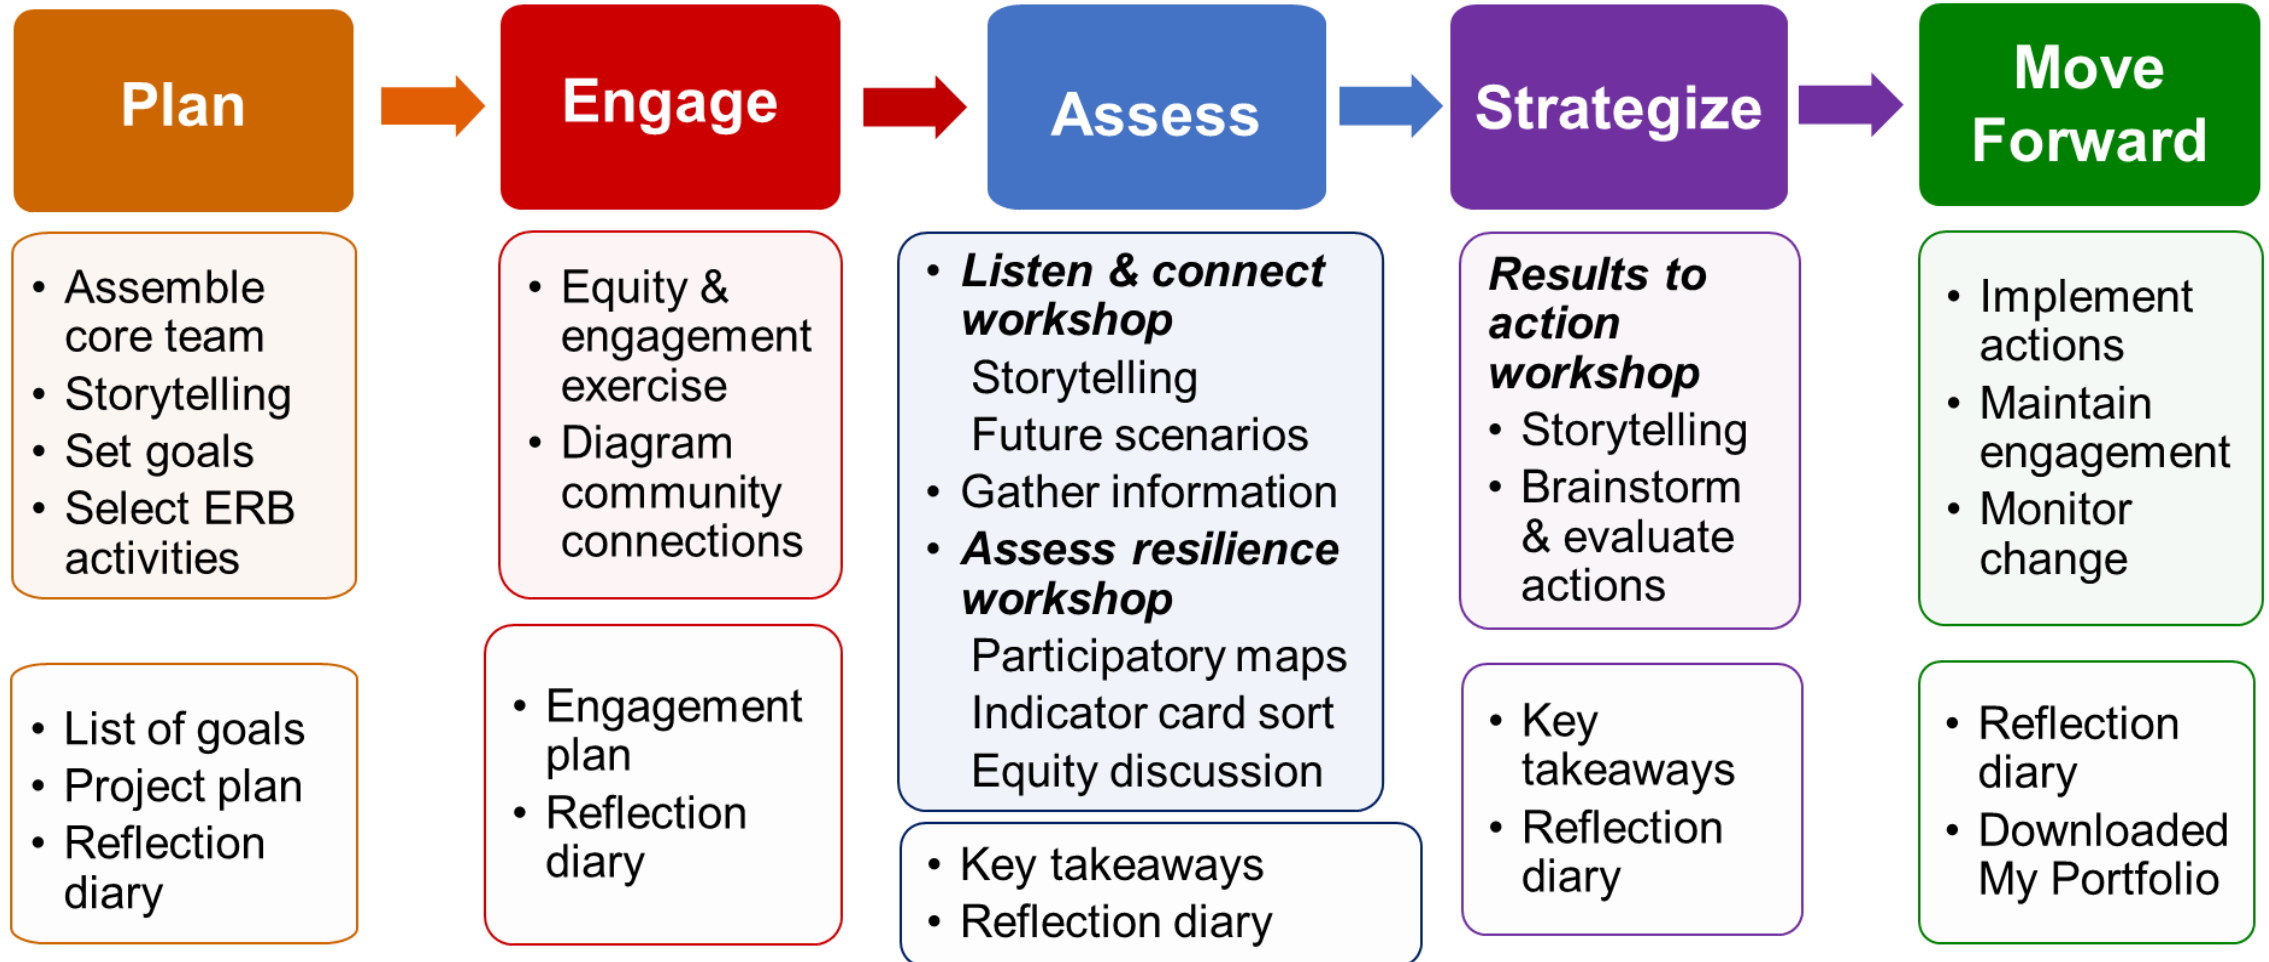 Plan
Engage
Assess
Strategize
Move
Forward
• Assemble
core team
• Storytelling
• Set goals
• Select ERB
activities
• Equity &
engagement
exercise
• Diagram
community
connections
• Listen & connect
workshop
Storytelling
Future scenarios
• Gather information
• Assess resilience
workshop
Participatory maps
Indicator card sort
Equity discussion
Results to
action
workshop
• Storytelling
• Brainstorm
& evaluate
actions
• Implement
actions
• Maintain
engagement
• Monitor
change
• List of goals
• Project plan
• Reflection
diary
• Engagement
plan
• Reflection
diary
• Key takeaways
• Reflection diary
• Key
takeaways
• Reflection
diary
• Reflection
diary
• Downloaded
My Portfolio